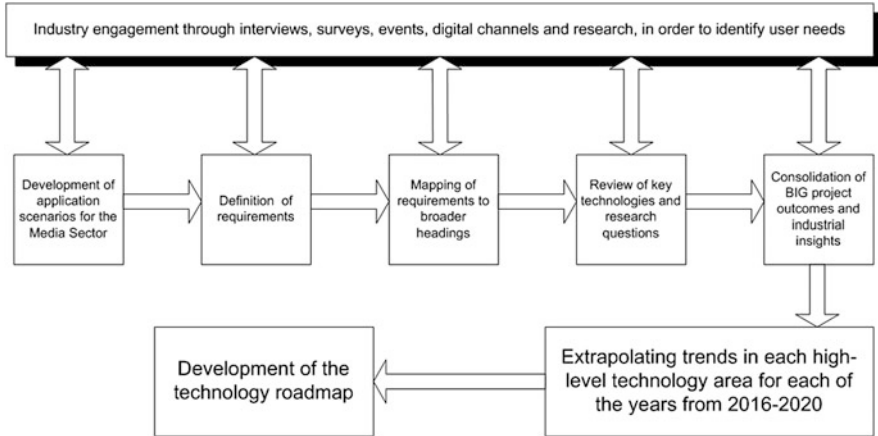 Industry engagement through interviews, surveys, events, digital channels and research, in order to identify user needs
Development of
application
scenarios for the
Media Sector
Definition of
requirements
Mapping of
requirements to
broader
headings
Review of key
technologies and
research
questions
Consolidation of
BIG project
outcomes and
industrial
insights
Development of the
technology roadmap
Extrapolating trends in each high-
level technology area for each of
the years from 2016-2020